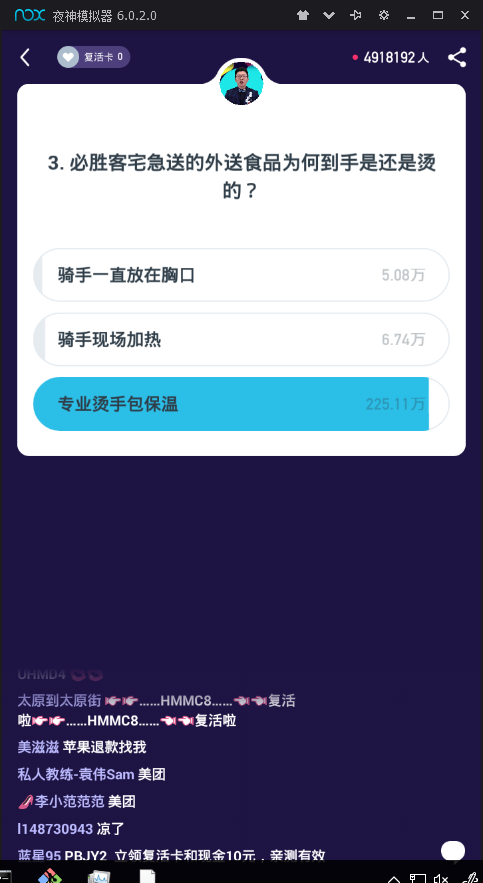 nox 夜神模拟器 6.0.2.0
复活卡 0
4918192 人
3. 必胜客宅急送的外送食品为何到手是还是烫
的？
骑手一直放在胸口 5.08万
骑手现场加热 6.74万
专业烫手包保温 225.11万
UHMD4
太原到太原街 ……HMMC8……复活
啦……HMMC8……复活啦
美滋滋 苹果退款找我
私人教练-袁伟Sam 美团
李小范范范 美团
l148730943 凉了
蓝星95 PBJY2 立领复活卡和现金10元，亲测有效